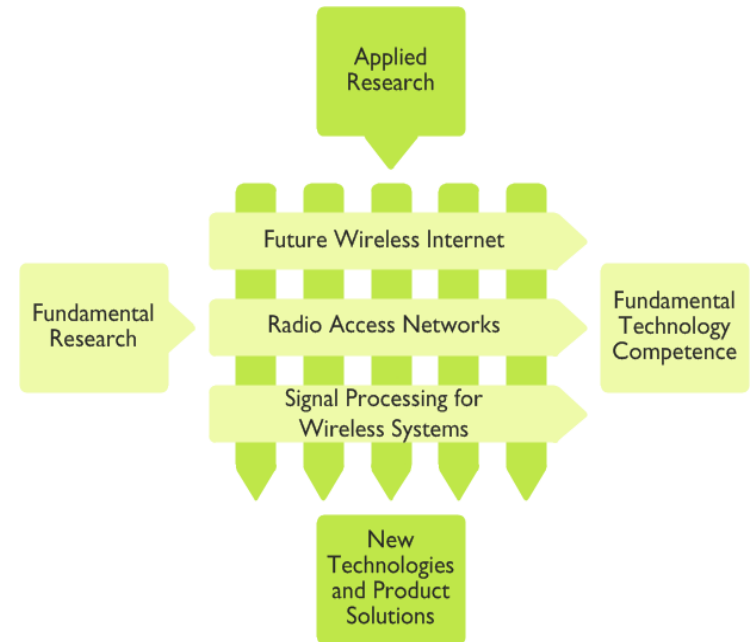 Applied
Research
Future Wireless Internet
Fundamental
Research
Radio Access Networks
Fundamental
Technology
Competence
Signal Processing for
Wireless Systems
New
Technologies
and Product
Solutions